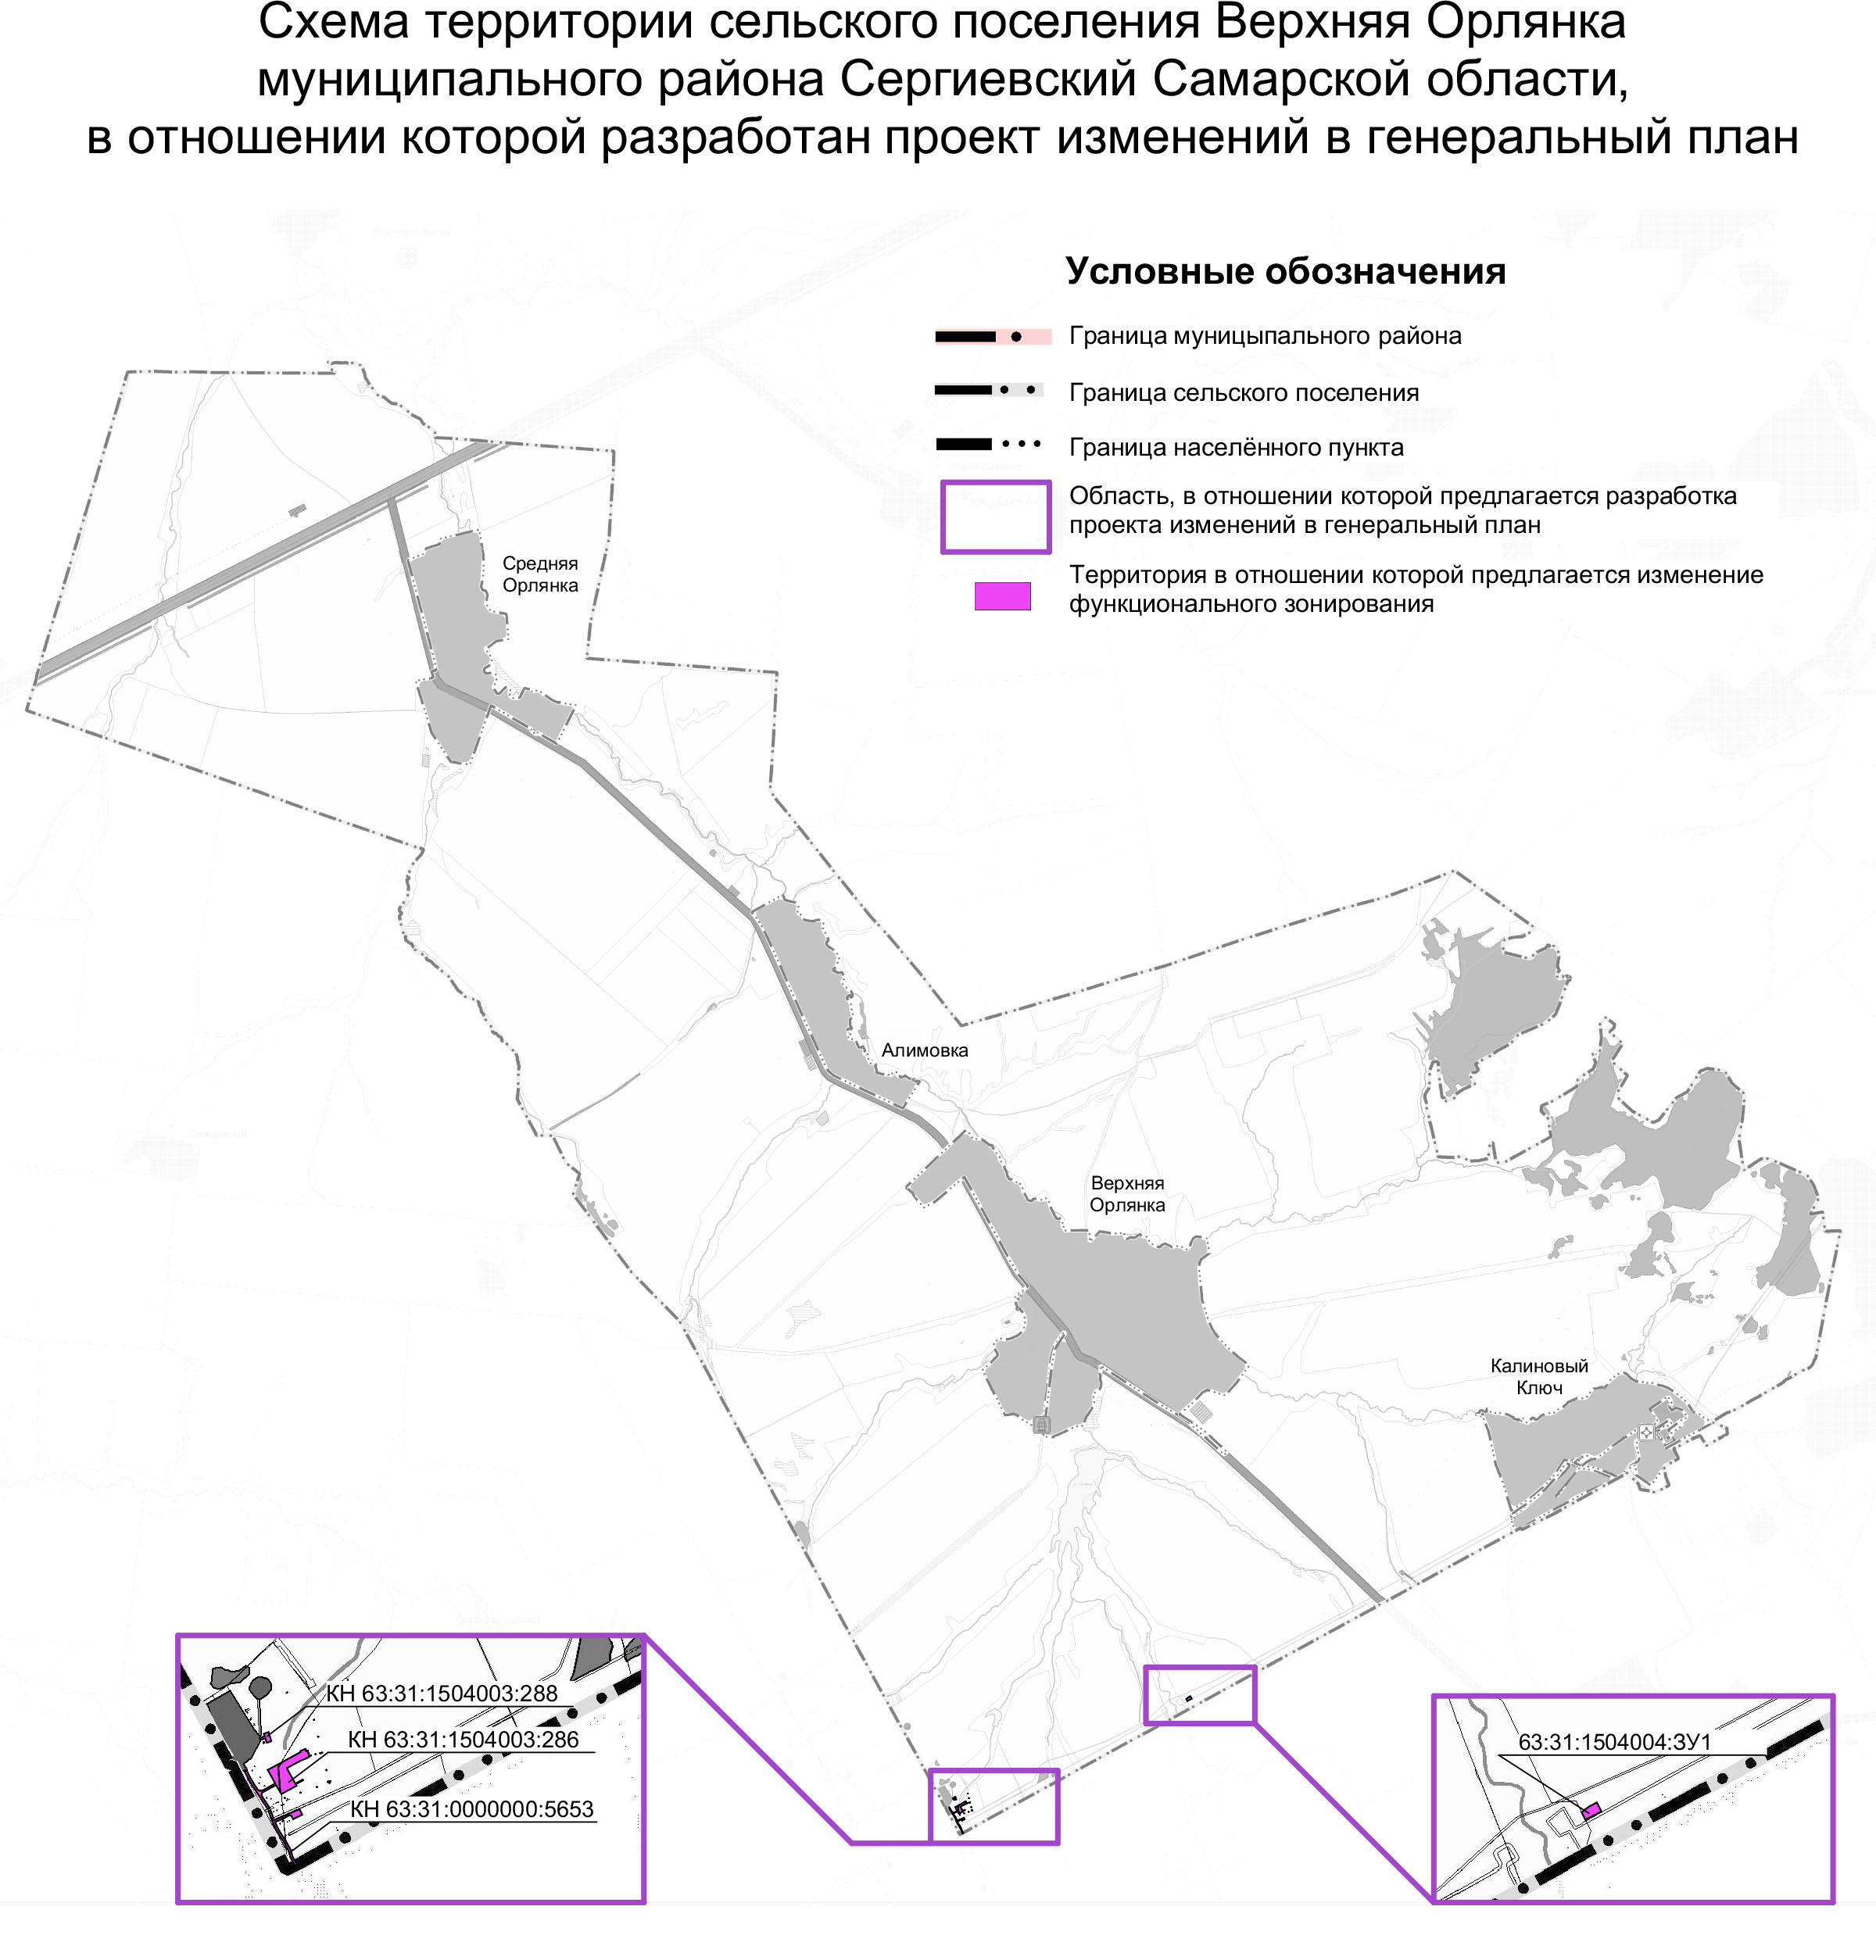 Схема территории сельского поселения Верхняя Орлянка
муниципального района Сергиевский Самарской области,
в отношении которой разработан проект изменений в генеральный план
Условные обозначения
Граница муницыпального района
Граница сельского поселения
Граница населённого пункта
Область, в отношении которой предлагается разработка
проекта изменений в генеральный план
Территория в отношении которой предлагается изменение
функционального зонирования
Средняя
Орлянка
Алимовка
Верхняя
Орлянка
Калиновый
Ключ
КН 63:31:1504003:288
КН 63:31:1504003:286
КН 63:31:0000000:5653
63:31:1504004:ЗУ1